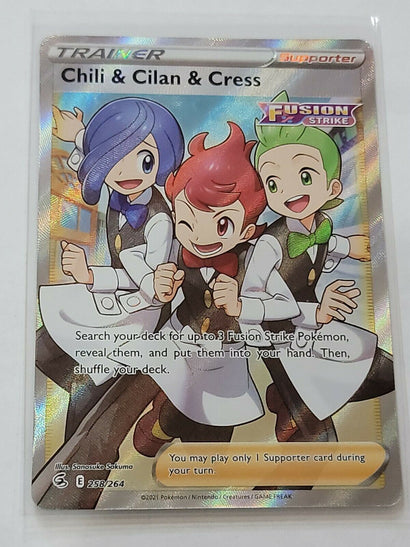 TRAINER Supporter
Chili & Cilan & Cress
FUSION
STRIKE
Search your deck for up to 3 Fusion Strike Pokémon,
reveal them, and put them into your hand. Then,
shuffle your deck.
Illus. Sanosuke Sakuma
E 258/264
You may play only 1 Supporter card during
your turn.
©2021 Pokémon / Nintendo / Creatures / GAME FREAK